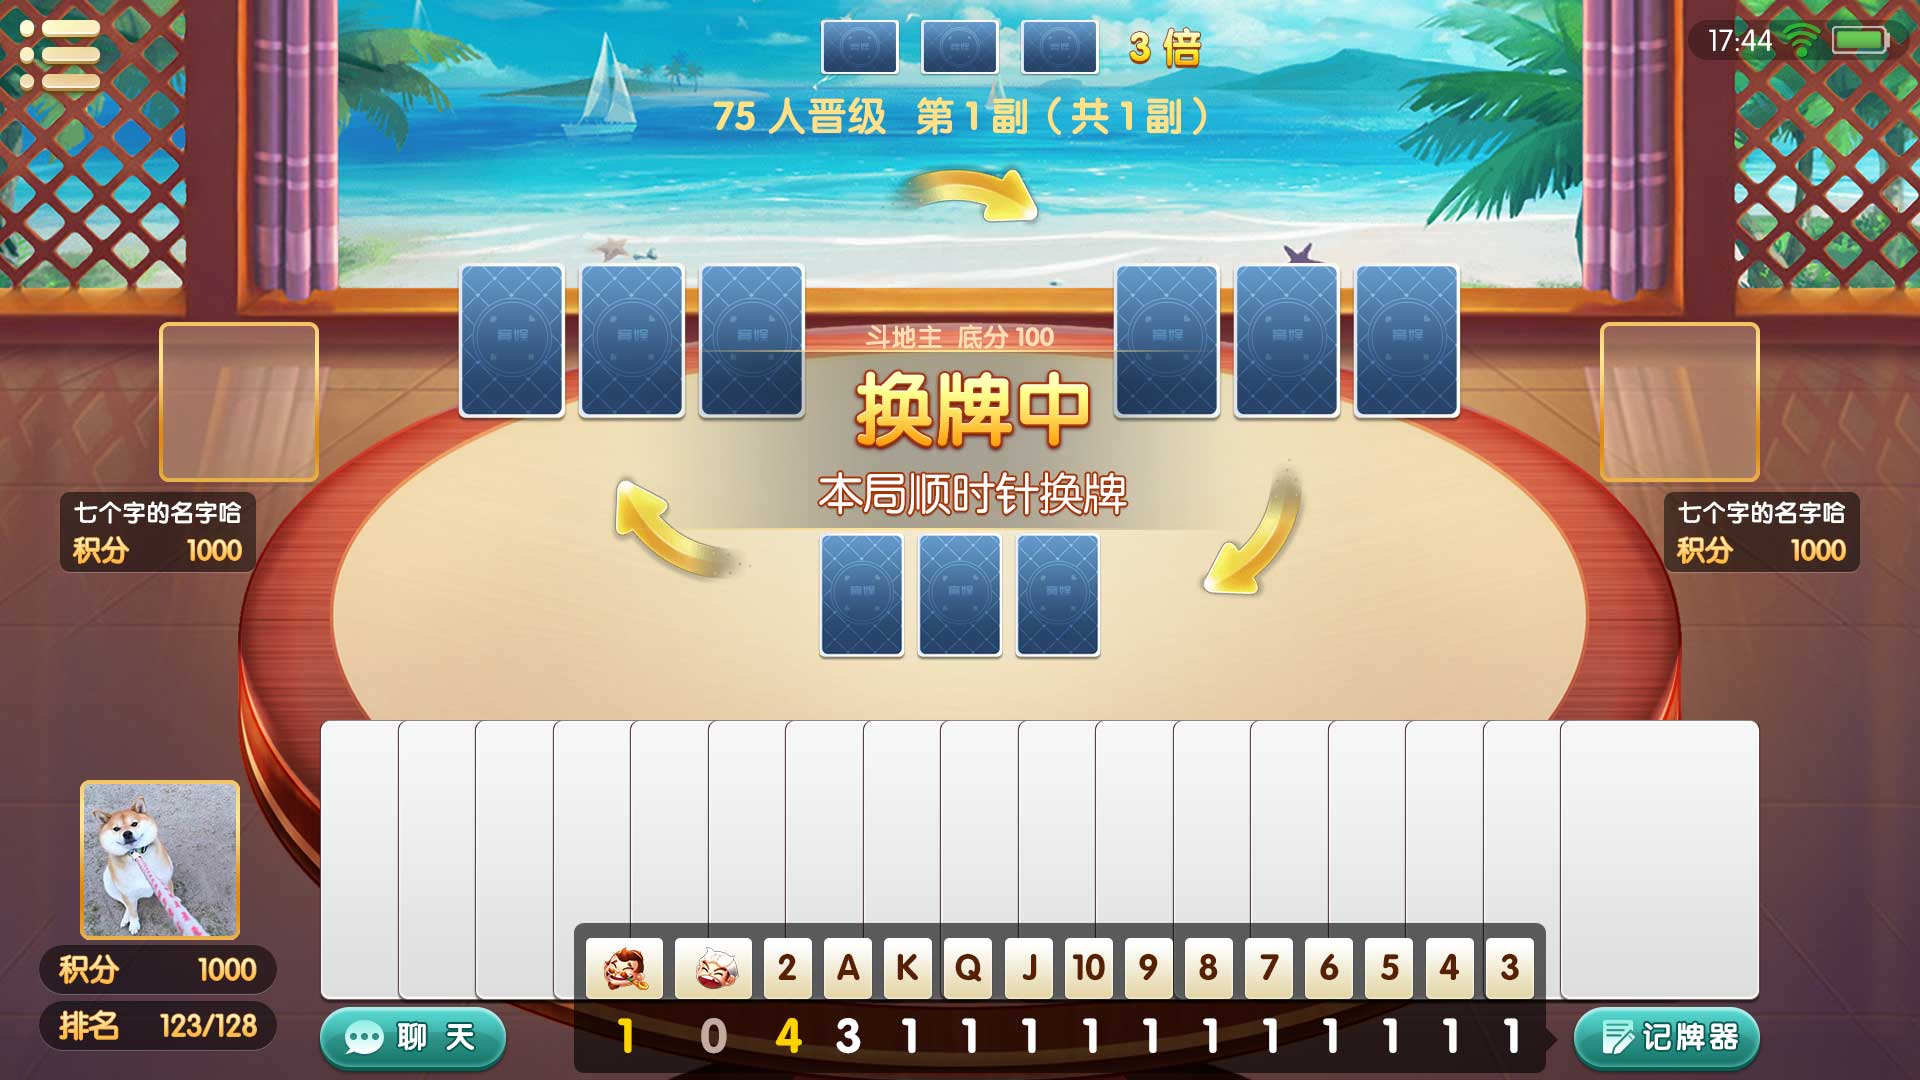 17:44
3 倍
75 人晋级 第1副（共1副）
斗地主 底分 100
换牌中
本局顺时针换牌
七个字的名字哈
积分 1000
七个字的名字哈
积分 1000
积分 1000
排名 123/128
2 A K Q J 10 9 8 7 6 5 4 3
1 0 4 3 1 1 1 1 1 1 1 1 1 1 1
聊 天
记牌器